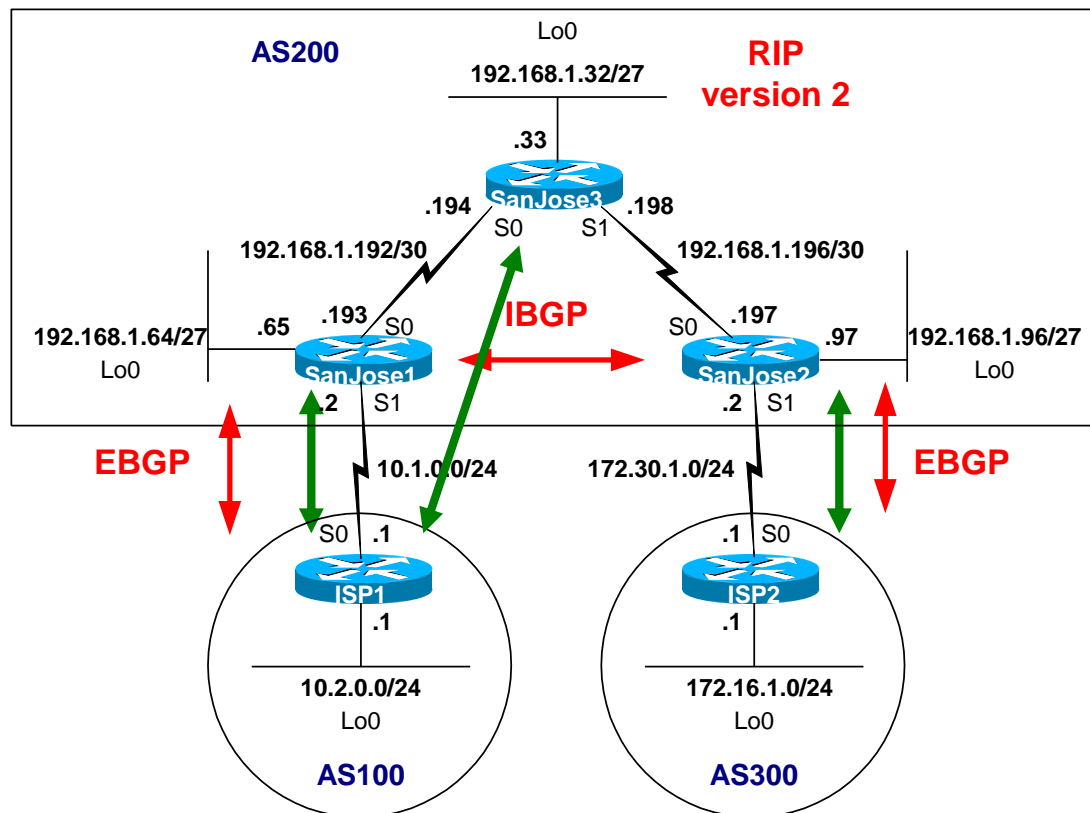 Lo0
AS200
RIP
version 2
192.168.1.32/27
.33
SanJose3
.194
.198
S0
S1
192.168.1.192/30
192.168.1.196/30
IBGP
.193
S0
S0
.197
192.168.1.64/27
.65
.97
192.168.1.96/27
Lo0
SanJose1
SanJose2
Lo0
.2
S1
.2
S1
EBGP
10.1.0.0/24
172.30.1.0/24
EBGP
S0
.1
.1
S0
ISP1
ISP2
.1
.1
10.2.0.0/24
172.16.1.0/24
Lo0
Lo0
AS100
AS300